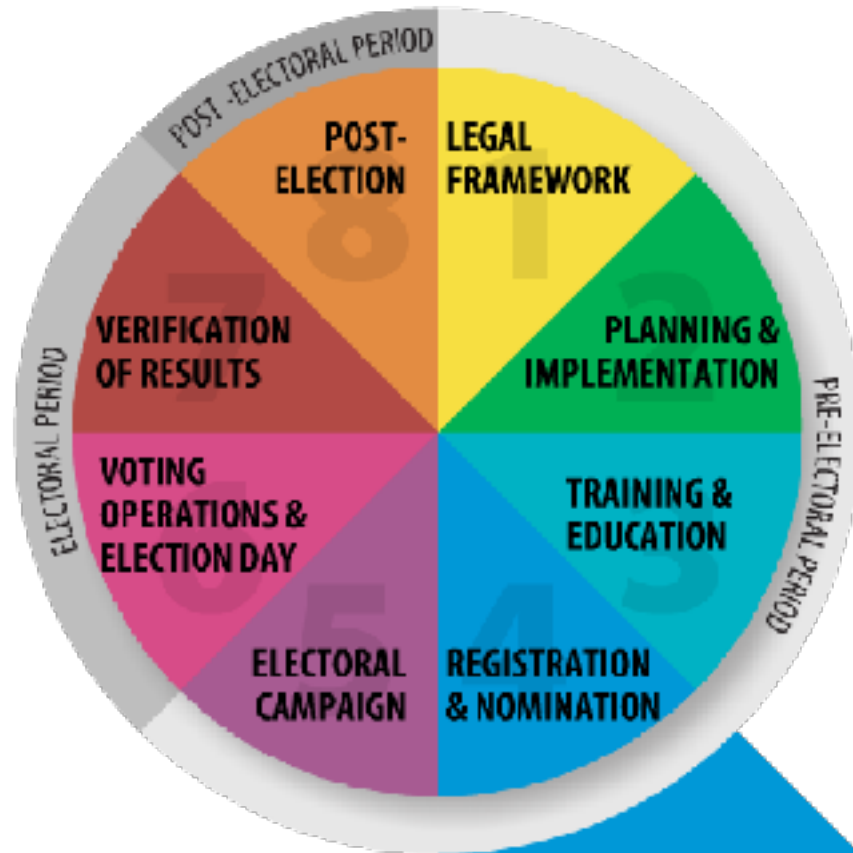 POST -ELECTORAL PERIOD
POST-
ELECTION
8
LEGAL
FRAMEWORK
1
PLANNING &
IMPLEMENTATION
2
TRAINING &
EDUCATION
3
REGISTRATION
& NOMINATION
4
ELECTORAL
CAMPAIGN
5
VOTING
OPERATIONS &
ELECTION DAY
6
VERIFICATION
OF RESULTS
7
ELECTORAL PERIOD
PRE-ELECTORAL PERIOD